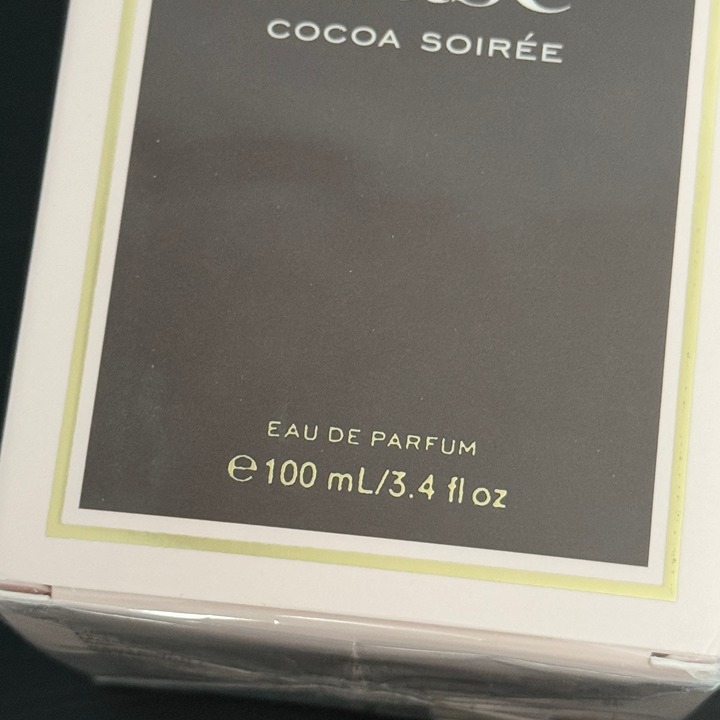 COCOA SOIRÉE
EAU DE PARFUM
℮100 mL/3.4 fl oz